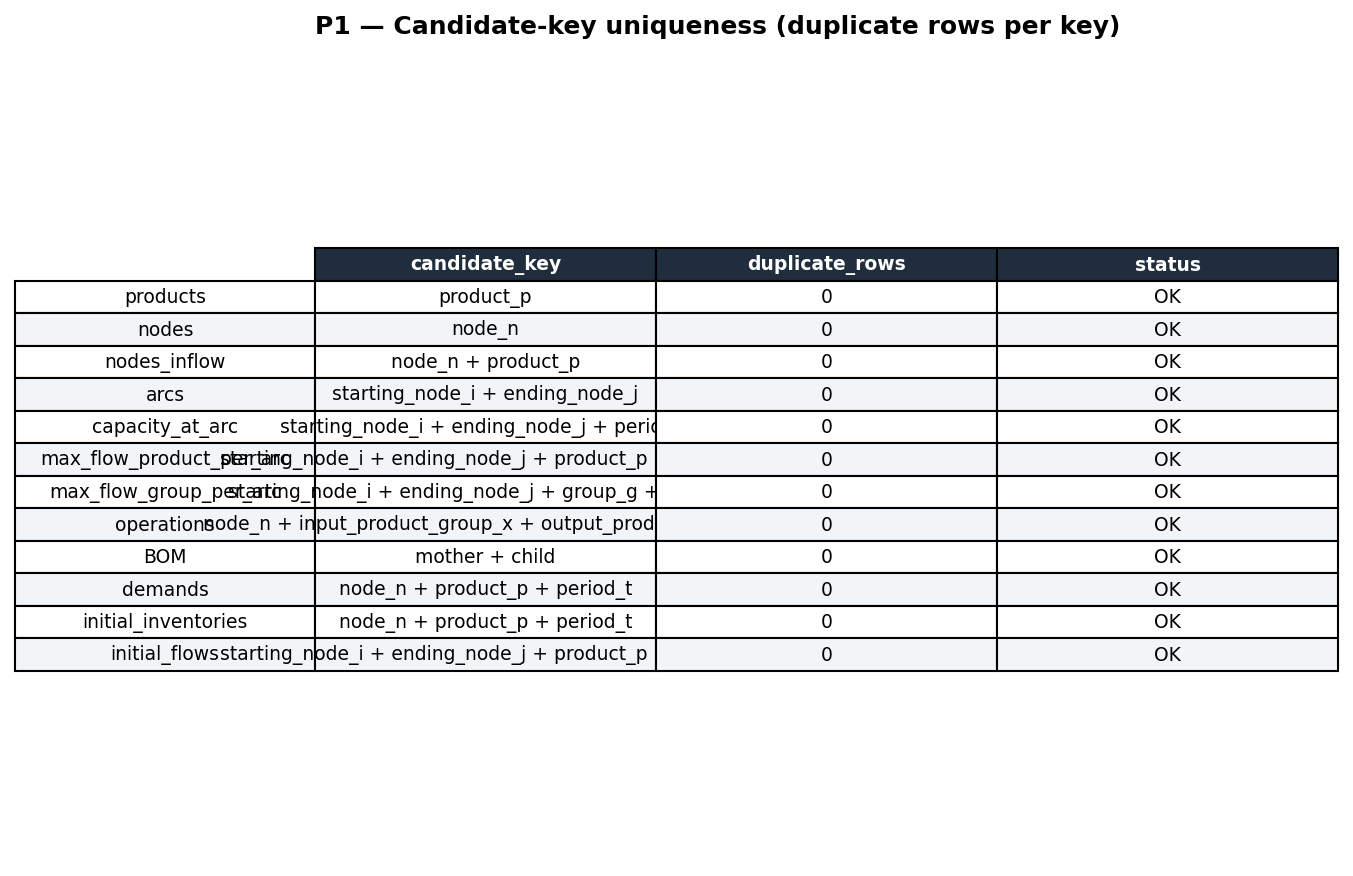 P1 — Candidate-key uniqueness (duplicate rows per key)
candidate_key duplicate_rows status
products product_p 0 OK
nodes node_n 0 OK
nodes_inflow node_n + product_p 0 OK
arcs starting_node_i + ending_node_j 0 OK
capacity_at_arc starting_node_i + ending_node_j + perio 0 OK
max_flow_product_per_arc starting_node_i + ending_node_j + product_p 0 OK
max_flow_group_per_arc starting_node_i + ending_node_j + group_g + 0 OK
operations node_n + input_product_group_x + output_prod 0 OK
BOM mother + child 0 OK
demands node_n + product_p + period_t 0 OK
initial_inventories node_n + product_p + period_t 0 OK
initial_flows starting_node_i + ending_node_j + product_p 0 OK